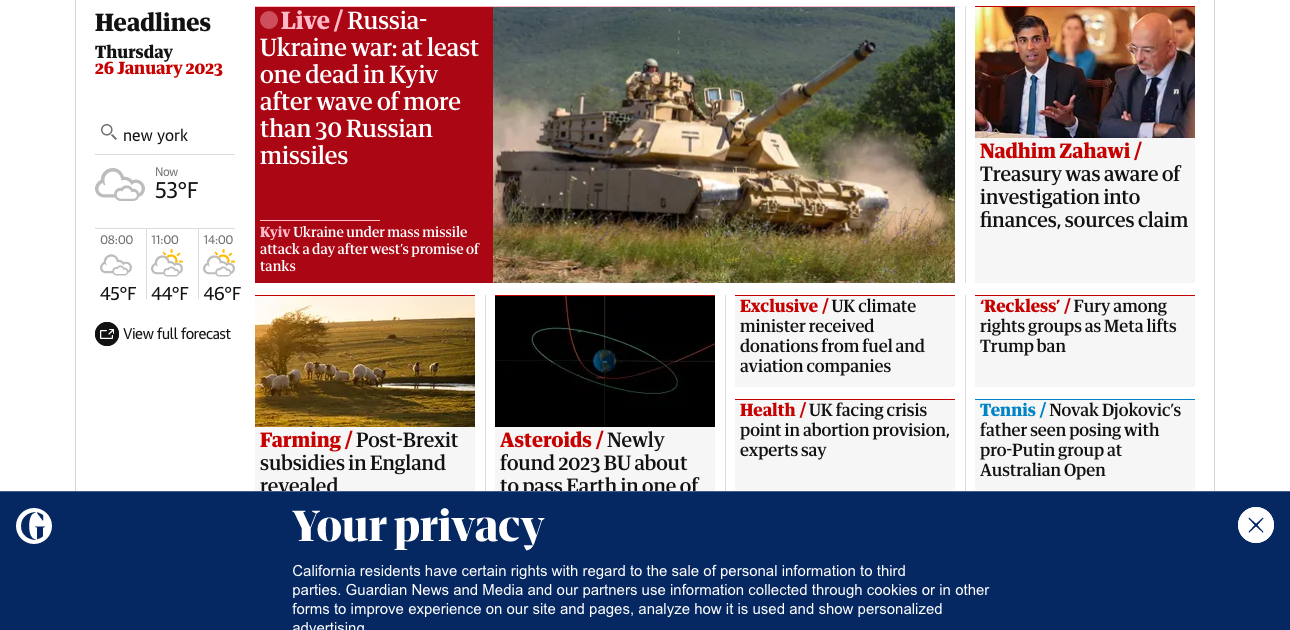 Headlines
Thursday
26 January 2023
new york
Now
53°F
08:00
11:00
14:00
45°F
44°F
46°F
View full forecast
Live / Russia-
Ukraine war: at least
one dead in Kyiv
after wave of more
than 30 Russian
missiles
Kyiv Ukraine under mass missile
attack a day after west's promise of
tanks
Nadhim Zahawi /
Treasury was aware of
investigation into
finances, sources claim
Farming / Post-Brexit
subsidies in England
revealed
Asteroids / Newly
found 2023 BU about
to pass Earth in one of
Exclusive / UK climate
minister received
donations from fuel and
aviation companies
Health / UK facing crisis
point in abortion provision,
experts say
‘Reckless’ / Fury among
rights groups as Meta lifts
Trump ban
Tennis / Novak Djokovic’s
father seen posing with
pro-Putin group at
Australian Open
G
Your privacy
California residents have certain rights with regard to the sale of personal information to third
parties. Guardian News and Media and our partners use information collected through cookies or in other
forms to improve experience on our site and pages, analyze how it is used and show personalized
advertising.